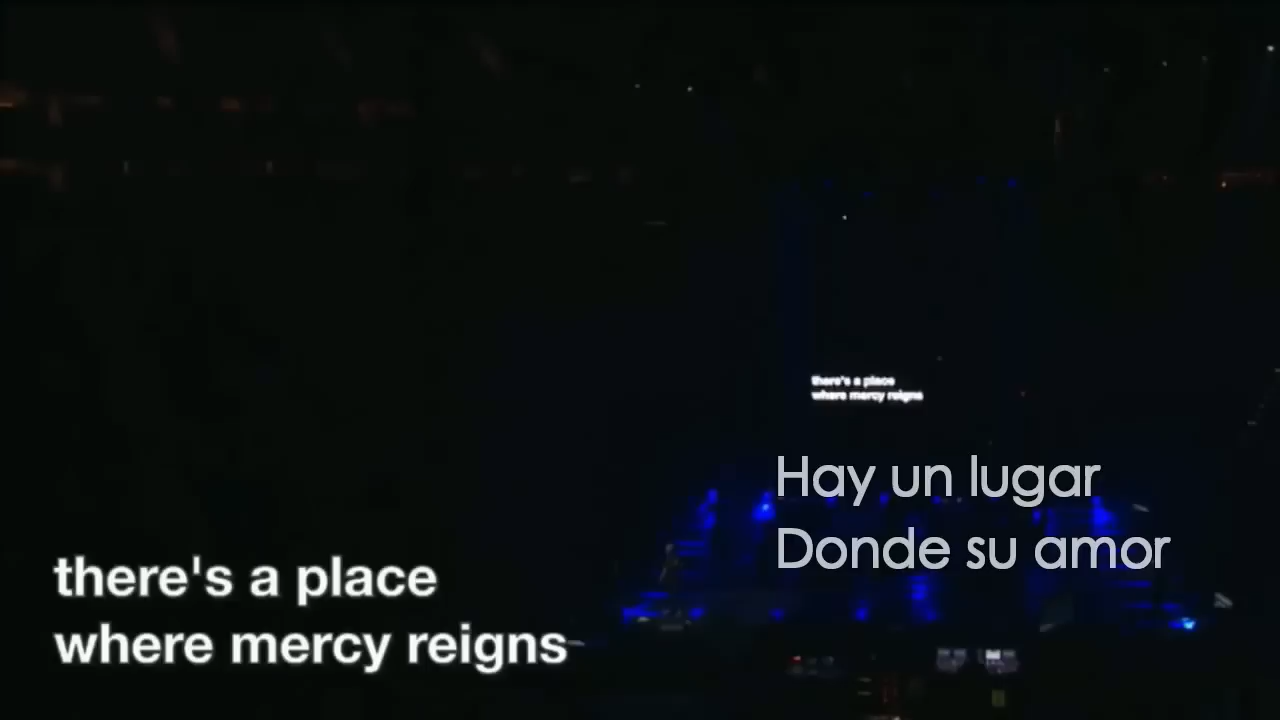 there's a place
where mercy reigns
Hay un lugar
Donde su amor
there's a place
where mercy reigns